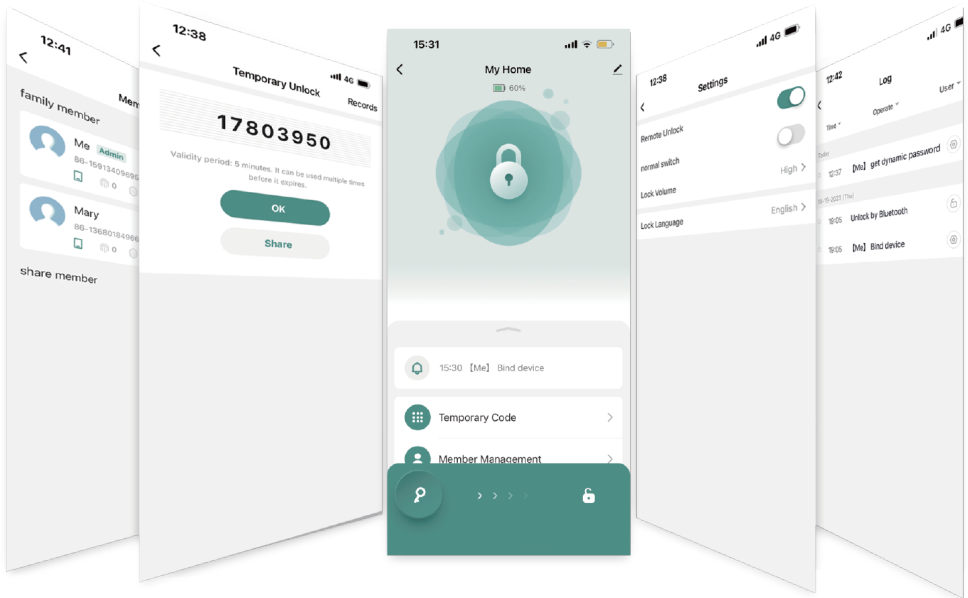 12:41
Mem
family member
Me Admin
0
Mary
0
share member
12:38
4G
Temporary Unlock
Records
17803950
Validity period: 5 minutes. It can be used multiple times
before it expires.
OK
Share
15:31
My Home
60%
15:30 【Me】 Bind device
Temporary Code
Member Management
12:38
4G
Settings
Remote Unlock
normal switch
Lock Volume
High
Lock Language
English
12:42
4G
Log
Time
Operate
User
Today
12:37 【Me】 get dynamic password
19:05 Unlock by Bluetooth
19:05 【Me】 Bind device